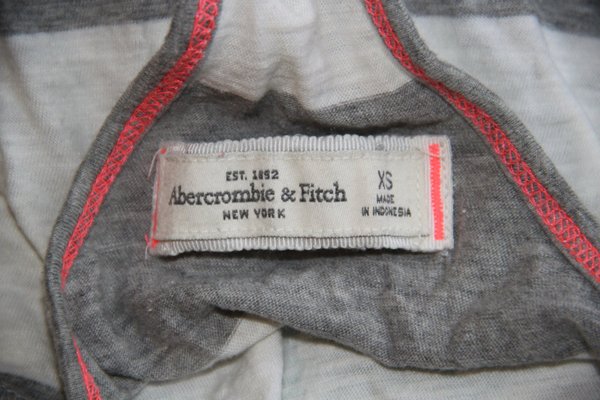 EST. 1892
Abercrombie & Fitch
NEW YORK
XS
MADE
IN INDONESIA